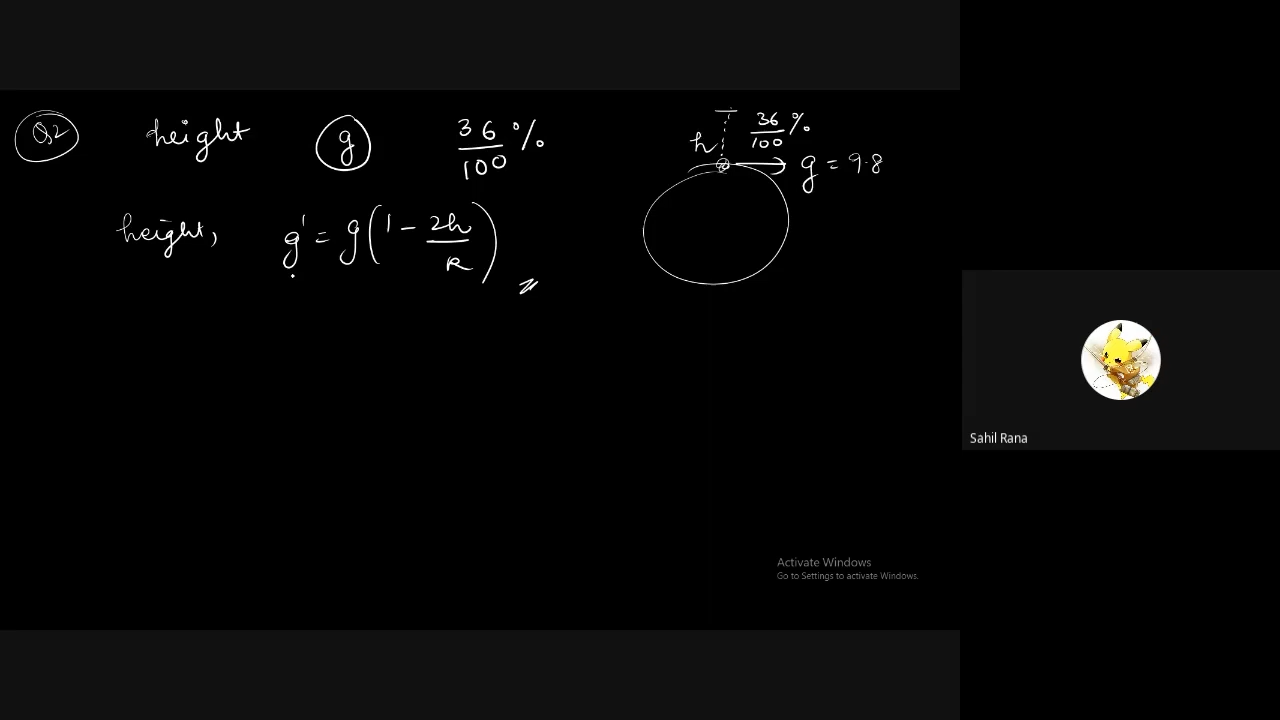 Q2 height g 36/100 %
h 36/100 %
g = 9.8
height, g' = g(1 - 2h/R)
Sahil Rana
Activate Windows
Go to Settings to activate Windows.